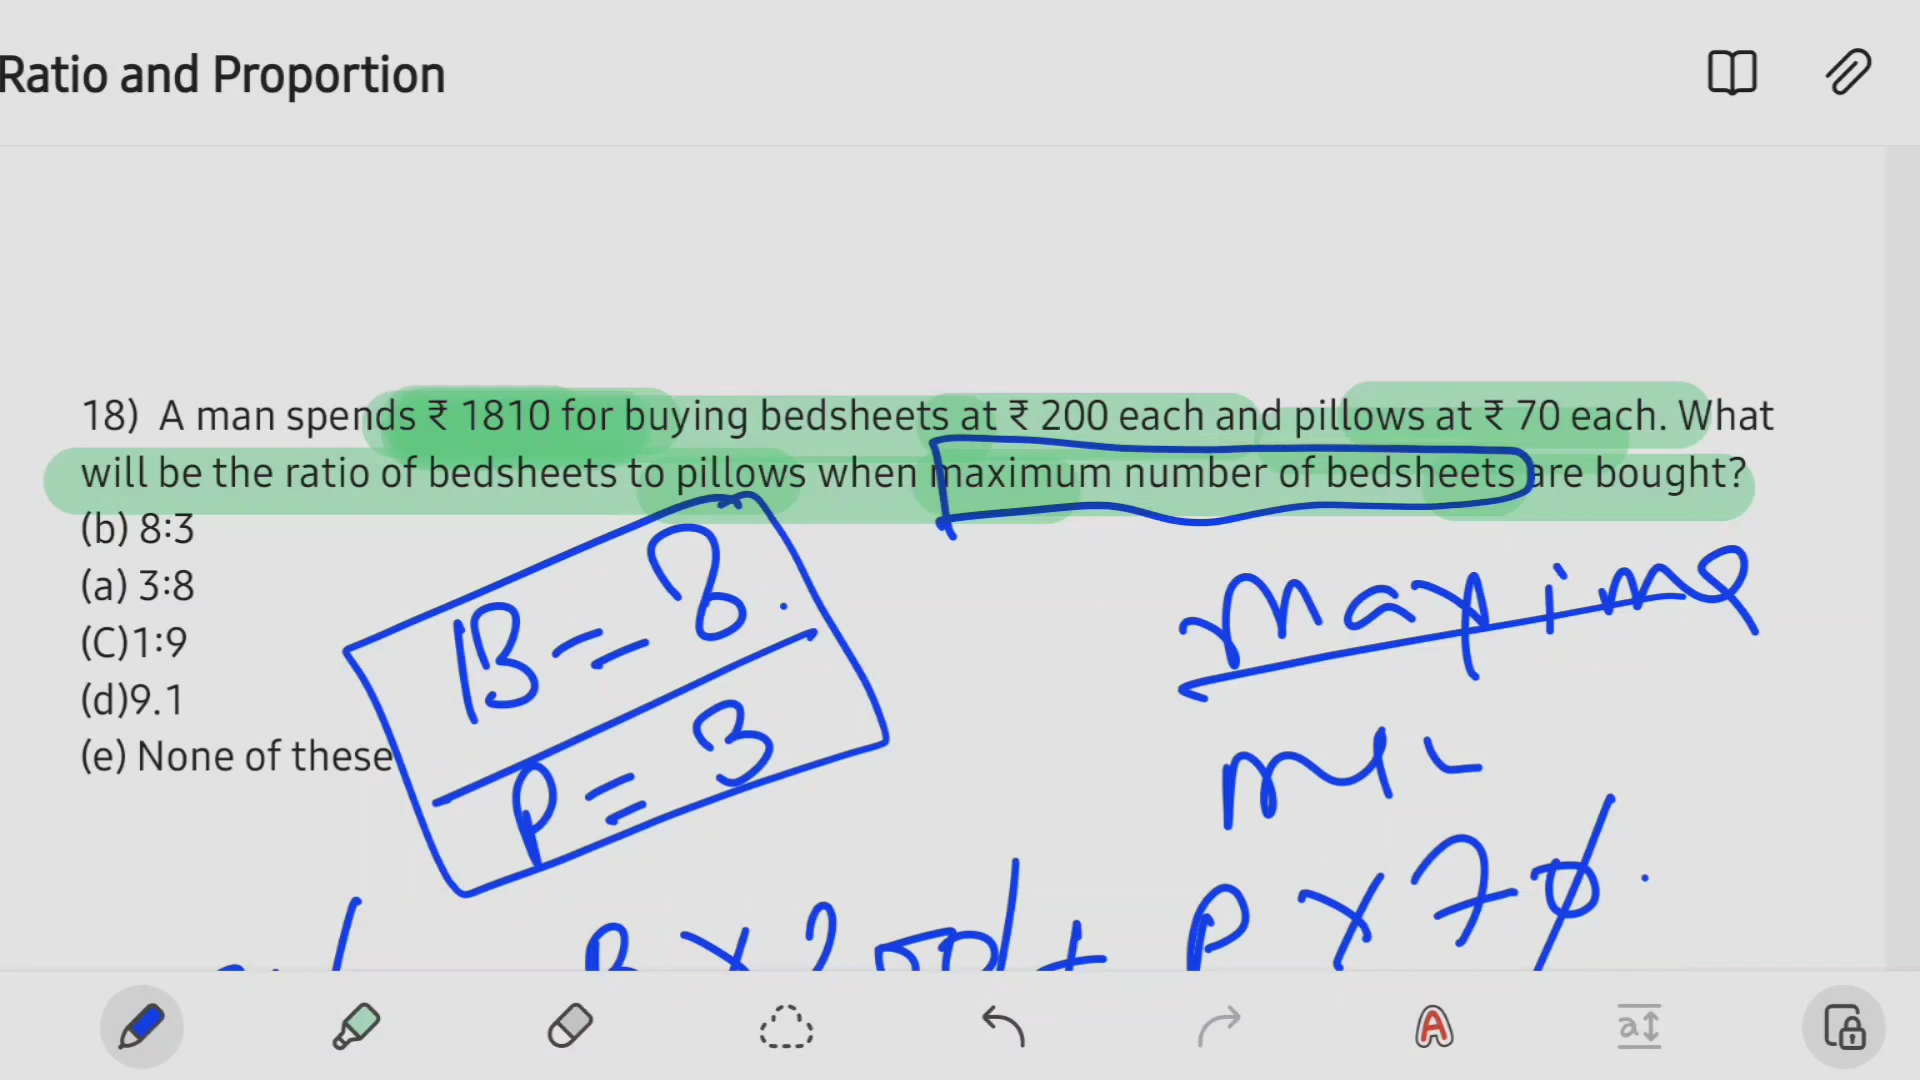 Ratio and Proportion
18) A man spends ₹ 1810 for buying bedsheets at ₹ 200 each and pillows at ₹ 70 each. What
will be the ratio of bedsheets to pillows when maximum number of bedsheets are bought?
(b) 8:3
(a) 3:8
(C)1:9
(d)9.1
(e) None of these
B = 8.
P = 3
B x 200 + P x 70.
A
a